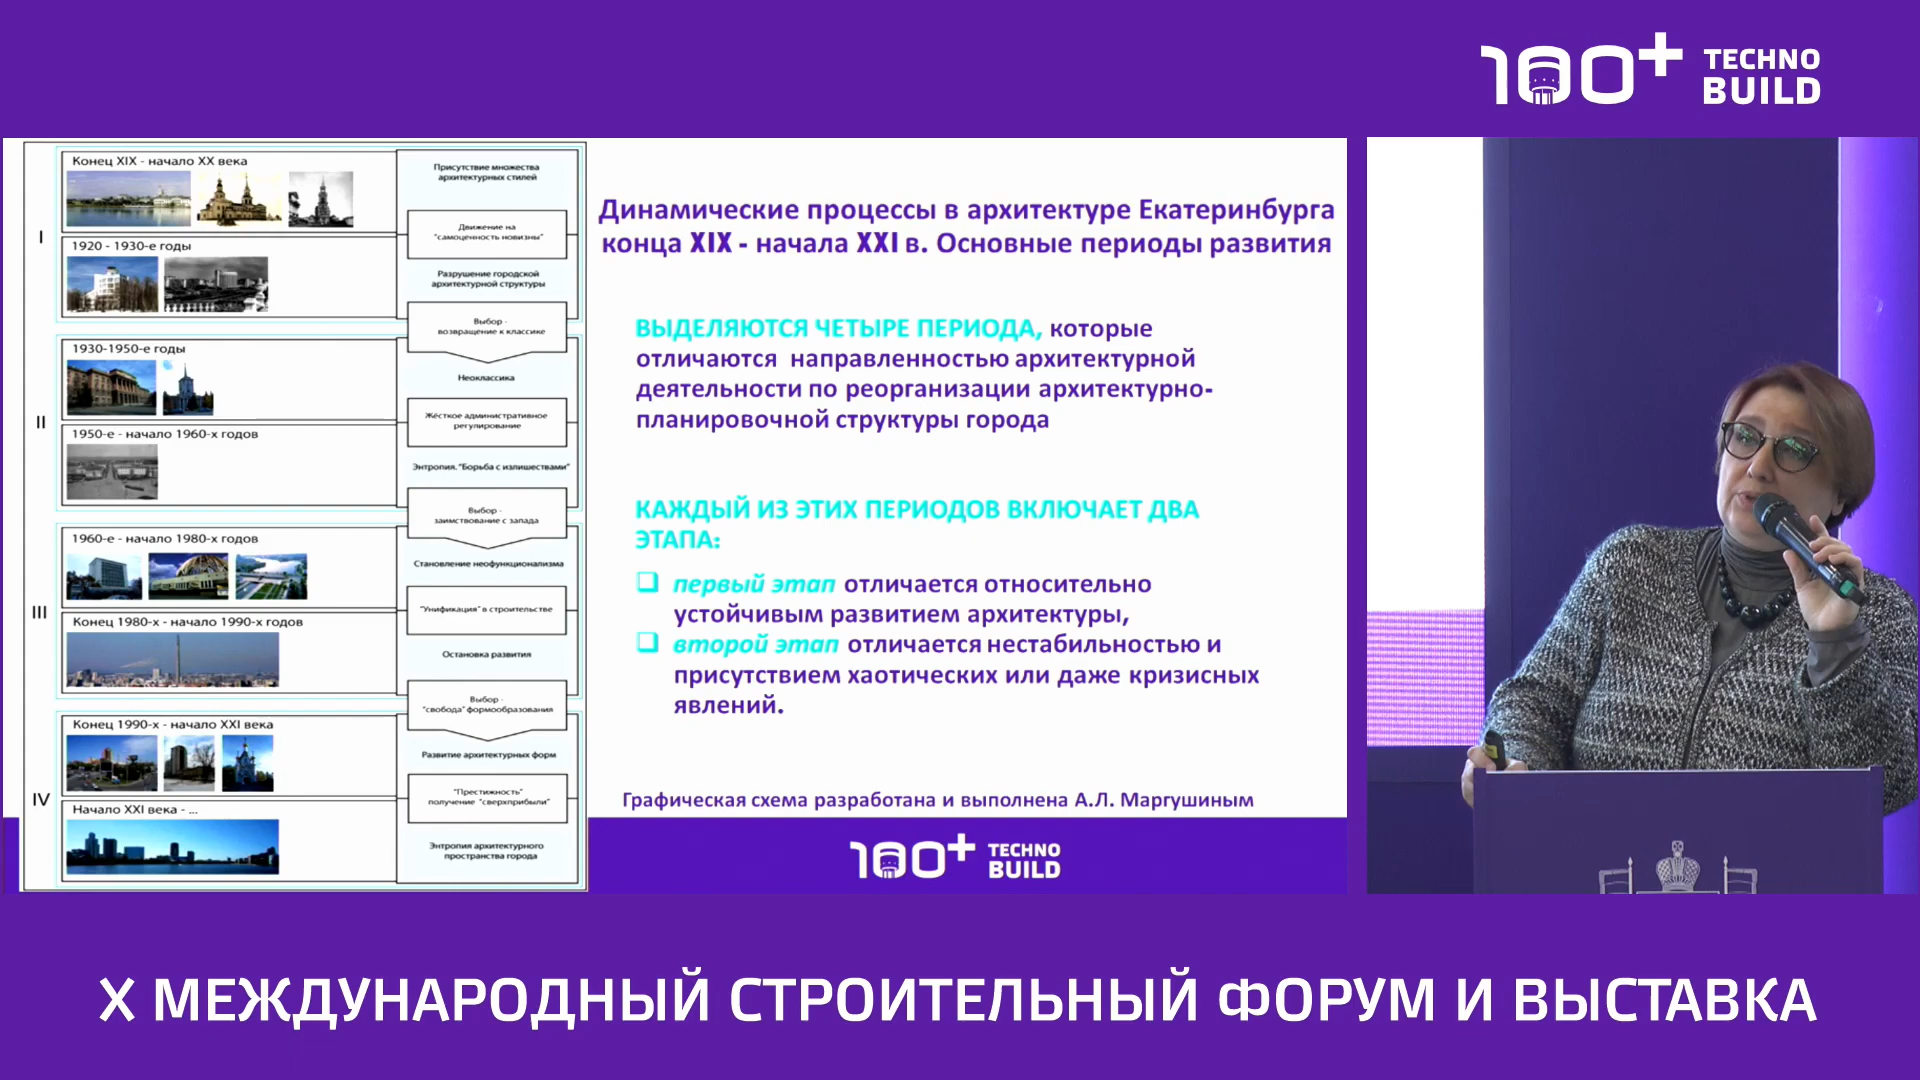 100+ TECHNO
BUILD
Конец XIX - начало XX века
Присутствие множества
архитектурных стилей
Движение на
"самоценность новизны"
I
1920 - 1930-е годы
Разрушение городской
архитектурной структуры
Выбор -
возвращение к классике
1930-1950-е годы
Неоклассика
II
Жёсткое административное
регулирование
1950-е - начало 1960-х годов
Энтропия. "Борьба с излишествами"
Выбор -
заимствование с запада
1960-е - начало 1980-х годов
Становление неофункционализма
III
"Унификация" в строительстве
Конец 1980-х - начало 1990-х годов
Остановка развития
Выбор -
"свобода" формообразования
Конец 1990-х - начало XXI века
Развитие архитектурных форм
IV
"Престижность"
получение "сверхприбыли"
Начало XXI века - ...
Энтропия архитектурного
пространства города
Динамические процессы в архитектуре Екатеринбурга
конца XIX - начала XXI в. Основные периоды развития
ВЫДЕЛЯЮТСЯ ЧЕТЫРЕ ПЕРИОДА, которые
отличаются направленностью архитектурной
деятельности по реорганизации архитектурно-
планировочной структуры города
КАЖДЫЙ ИЗ ЭТИХ ПЕРИОДОВ ВКЛЮЧАЕТ ДВА
ЭТАПА:
первый этап отличается относительно
устойчивым развитием архитектуры,
второй этап отличается нестабильностью и
присутствием хаотических или даже кризисных
явлений.
Графическая схема разработана и выполнена А.Л. Маргушиным
100+ TECHNO
BUILD
X МЕЖДУНАРОДНЫЙ СТРОИТЕЛЬНЫЙ ФОРУМ И ВЫСТАВКА